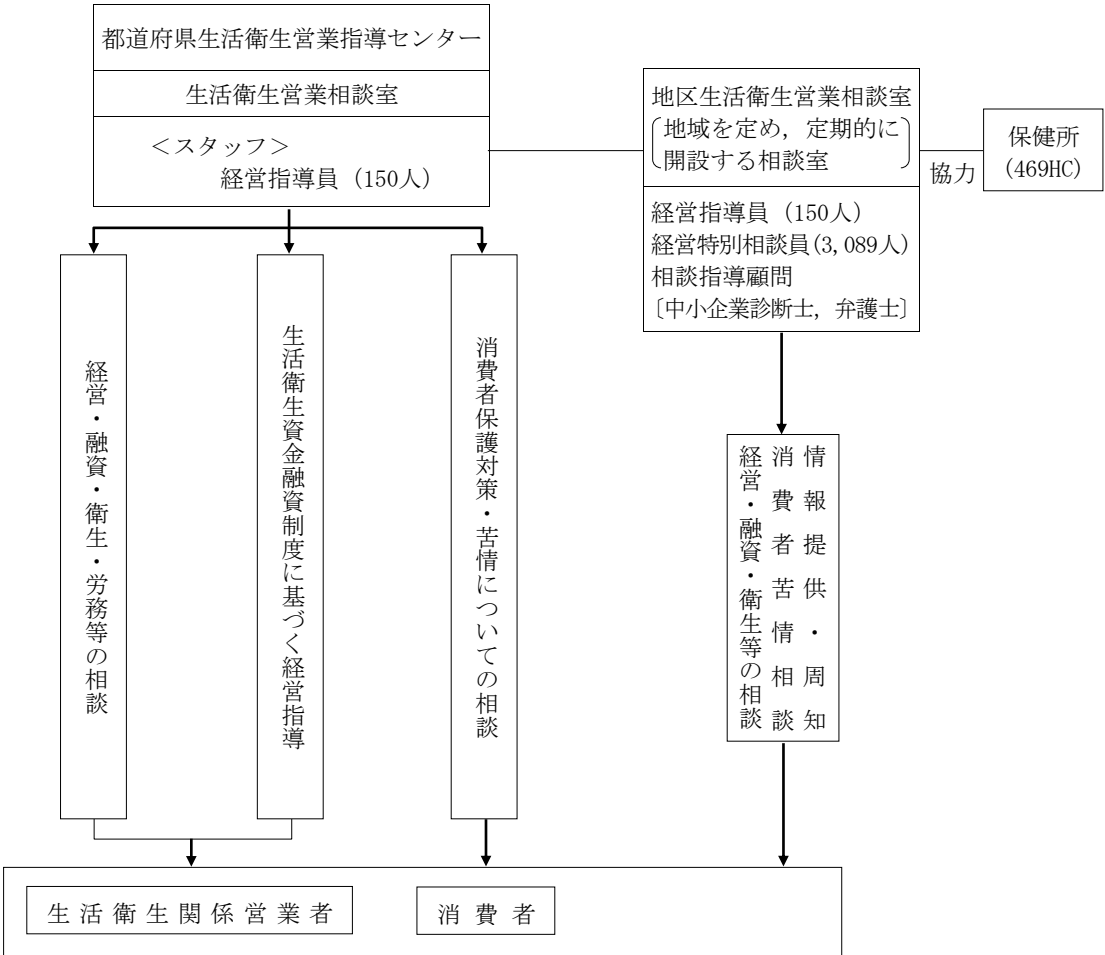 都道府県生活衛生営業指導センター
生活衛生営業相談室
＜スタッフ＞
経営指導員（150人）
地区生活衛生営業相談室
〔地域を定め，定期的に
開設する相談室〕
経営指導員（150人）
経営特別相談員（3,089人）
相談指導顧問
〔中小企業診断士，弁護士〕
協力
保健所
（469HC）
経営・融資・衛生・労務等の相談
生活衛生資金融資制度に基づく経営指導
消費者保護対策・苦情についての相談
情報提供・周知
消費者苦情相談
経営・融資・衛生等の相談
生活衛生関係営業者
消費者